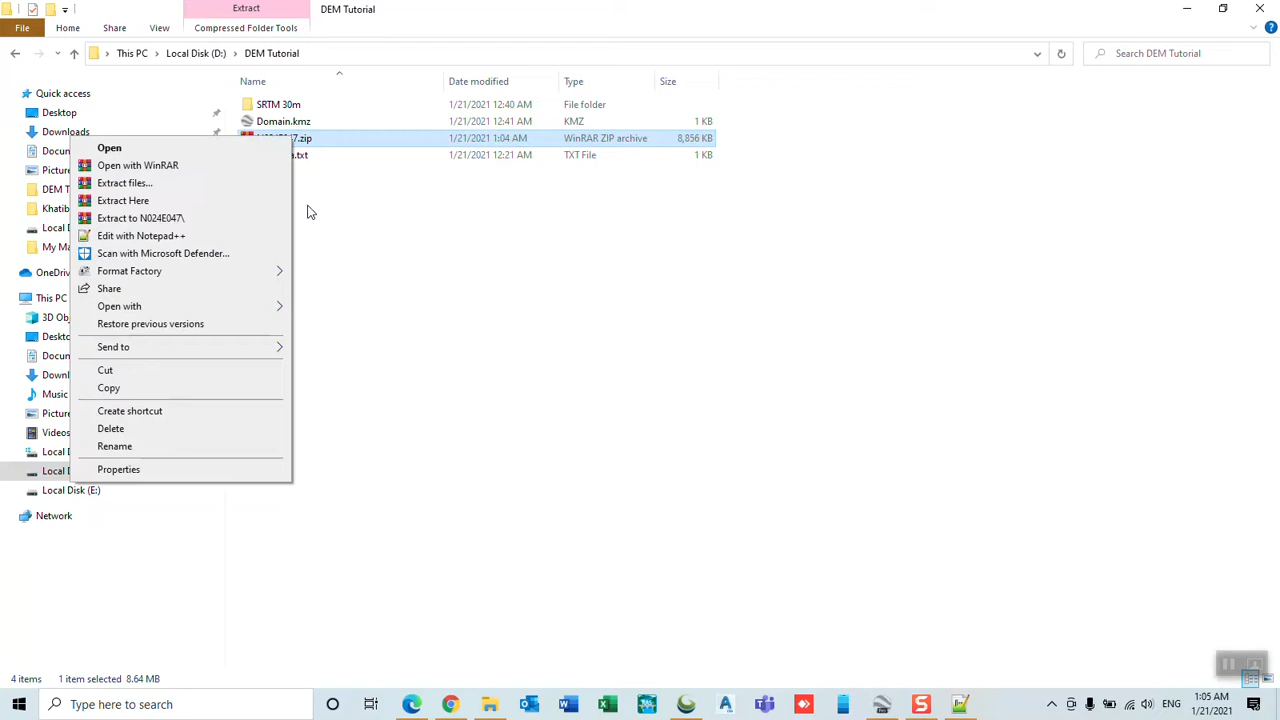 Extract
DEM Tutorial
File
Home
Share
View
Compressed Folder Tools
This PC
Local Disk (D:)
DEM Tutorial
Search DEM Tutorial
Name
Date modified
Type
Size
Quick access
Desktop
Downloads
Docum
Picture
DEM T
Khatib
Local D
My Ma
OneDriv
This PC
3D Obj
Deskto
Docum
Downl
Music
Picture
Videos
Local D
Local D
Local Disk (E:)
Network
SRTM 30m 1/21/2021 12:40 AM File folder
Domain.kmz 1/21/2021 12:41 AM KMZ 1 KB
7.zip 1/21/2021 1:04 AM WinRAR ZIP archive 8,856 KB
a.txt 1/21/2021 12:21 AM TXT File 1 KB
Open
Open with WinRAR
Extract files...
Extract Here
Extract to N024E047\
Edit with Notepad++
Scan with Microsoft Defender...
Format Factory
Share
Open with
Restore previous versions
Send to
Cut
Copy
Create shortcut
Delete
Rename
Properties
4 items 1 item selected 8.64 MB
Type here to search
ENG
1:05 AM
1/21/2021